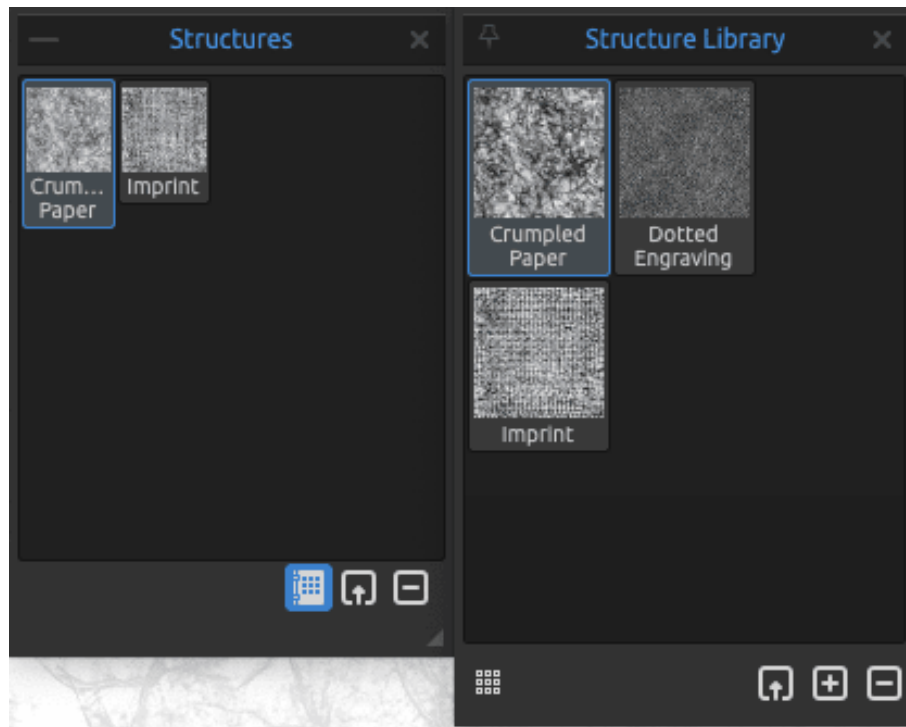 Structures
Crum...
Paper
Imprint
Structure Library
Crumpled
Paper
Dotted
Engraving
Imprint